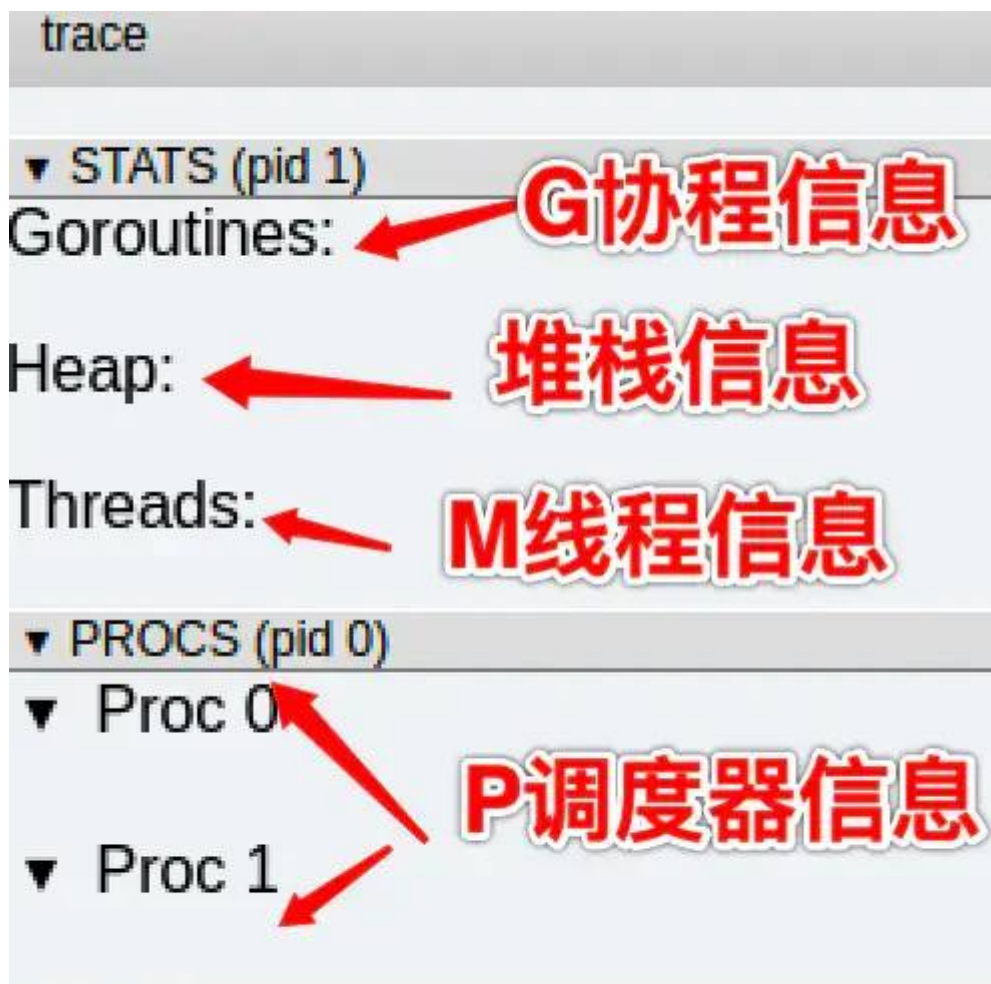 trace
▼ STATS (pid 1)
Goroutines:
G协程信息
Heap:
堆栈信息
Threads:
M线程信息
▼ PROCS (pid 0)
▼ Proc 0
P调度器信息
▼ Proc 1